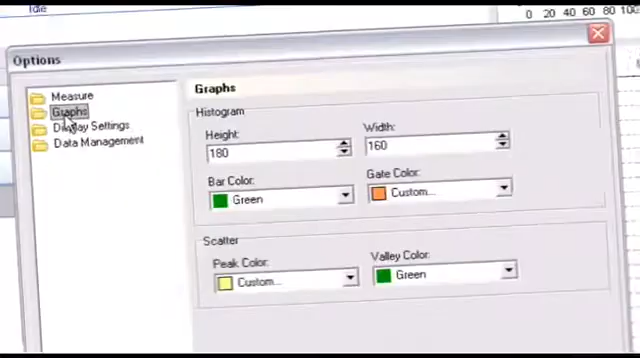 Idle
0 20 40 60 80 100
Options
Measure
Graphs
Display Settings
Data Management
Graphs
Histogram
Height:
Width:
180
160
Bar Color:
Gate Color:
Green
Custom...
Scatter
Peak Color:
Valley Color:
Custom...
Green